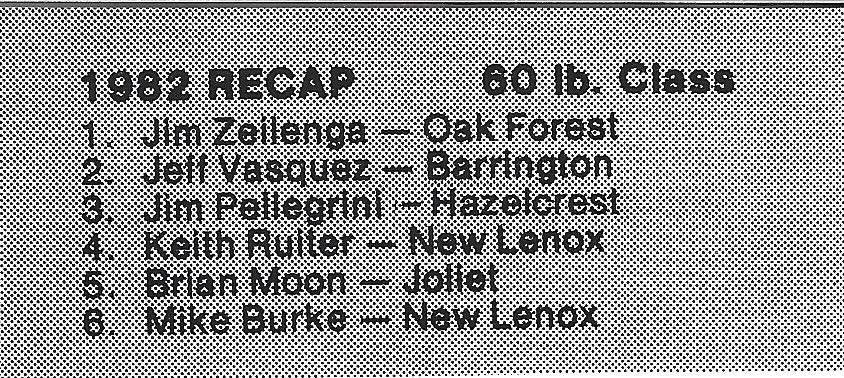 1982 RECAP 60 lb. Class
1. Jim Zeilenga — Oak Forest
2. Jeff Vasquez — Barrington
3. Jim Pellegrini — Hazelcrest
4. Keith Ruiter — New Lenox
5. Brian Moon — Joliet
6. Mike Burke — New Lenox